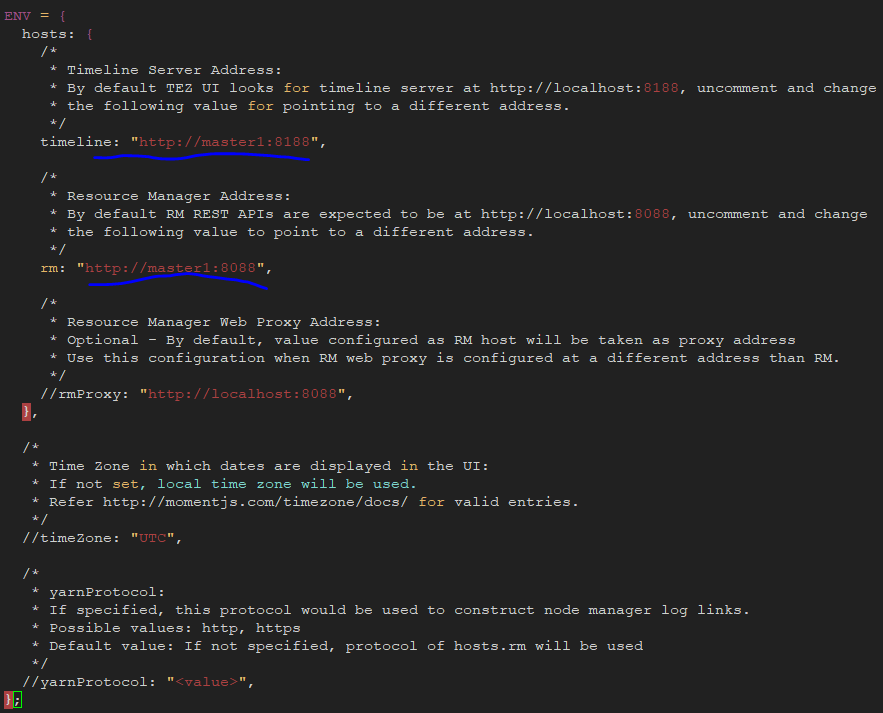 ENV = {
  hosts: {
    /*
     * Timeline Server Address:
     * By default TEZ UI looks for timeline server at http://localhost:8188, uncomment and change
     * the following value for pointing to a different address.
     */
    timeline: "http://master1:8188",

    /*
     * Resource Manager Address:
     * By default RM REST APIs are expected to be at http://localhost:8088, uncomment and change
     * the following value to point to a different address.
     */
    rm: "http://master1:8088",

    /*
     * Resource Manager Web Proxy Address:
     * Optional - By default, value configured as RM host will be taken as proxy address
     * Use this configuration when RM web proxy is configured at a different address than RM.
     */
    //rmProxy: "http://localhost:8088",
  },

  /*
   * Time Zone in which dates are displayed in the UI:
   * If not set, local time zone will be used.
   * Refer http://momentjs.com/timezone/docs/ for valid entries.
   */
  //timeZone: "UTC",

  /*
   * yarnProtocol:
   * If specified, this protocol would be used to construct node manager log links.
   * Possible values: http, https
   * Default value: If not specified, protocol of hosts.rm will be used
   */
  //yarnProtocol: "<value>",
};